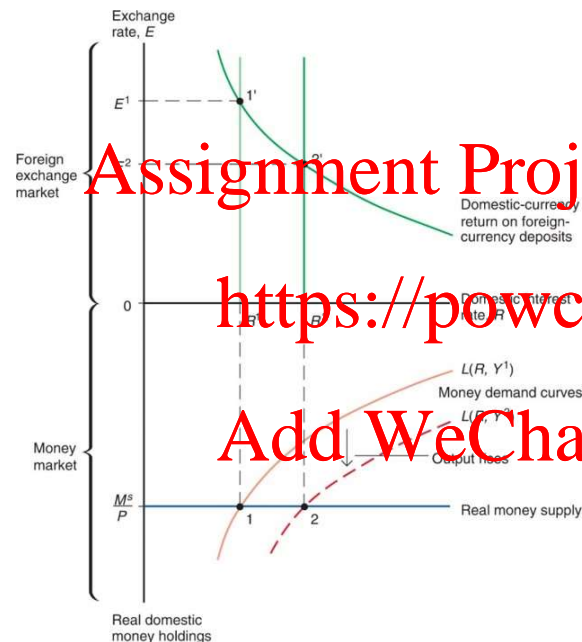 Exchange
rate, E
E¹
1'
Foreign
exchange
market
E²
2'
Assignment Proj
Domestic-currency
return on foreign-
currency deposits
0
Domestic interest
rate, R
R¹
R²
https://powc
L(R, Y¹)
Money demand curves
L(R, Y²)
Add WeCha
Output rises
Money
market
Mˢ
P
1
2
Real money supply
Real domestic
money holdings